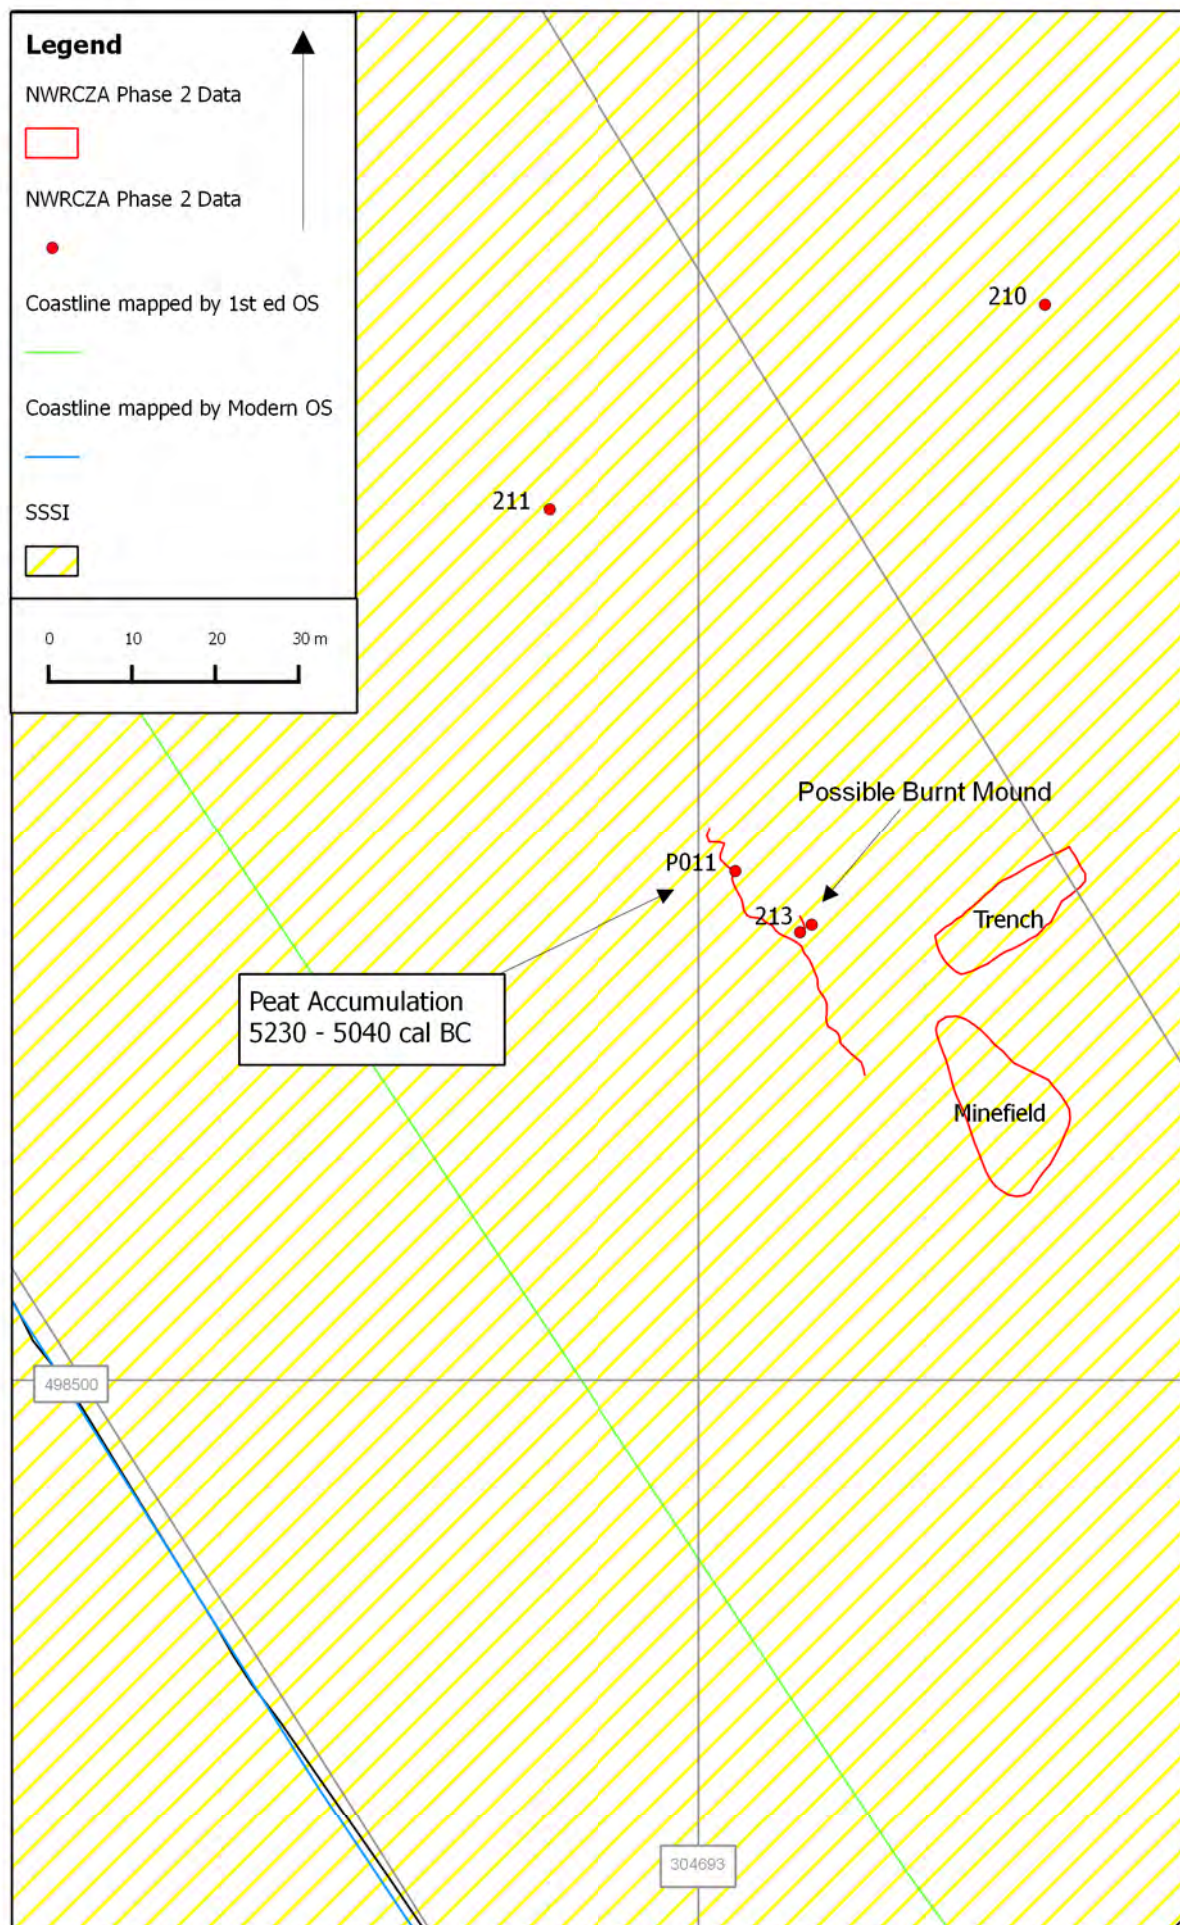 Legend
NWRCZA Phase 2 Data
NWRCZA Phase 2 Data
Coastline mapped by 1st ed OS
Coastline mapped by Modern OS
SSSI
0 10 20 30 m
210
211
Possible Burnt Mound
P011
213
Trench
Peat Accumulation
5230 - 5040 cal BC
Minefield
498500
304693